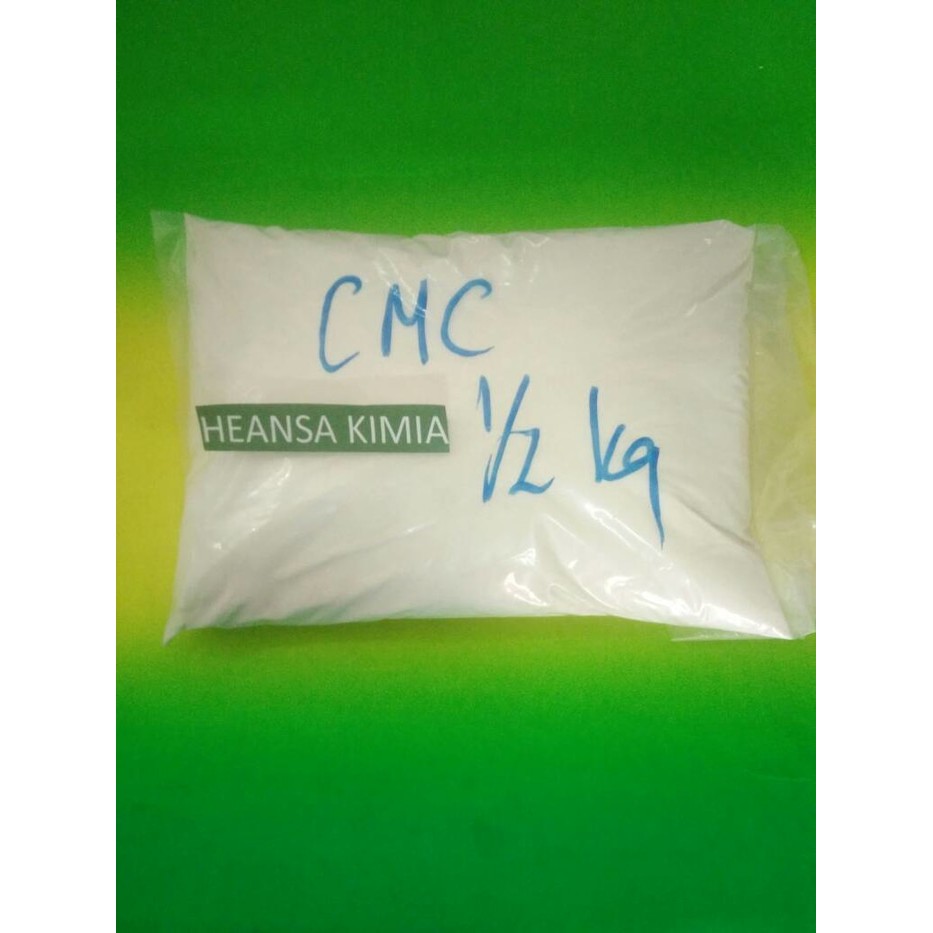 CMC
HEANSA KIMIA
1/2 kg